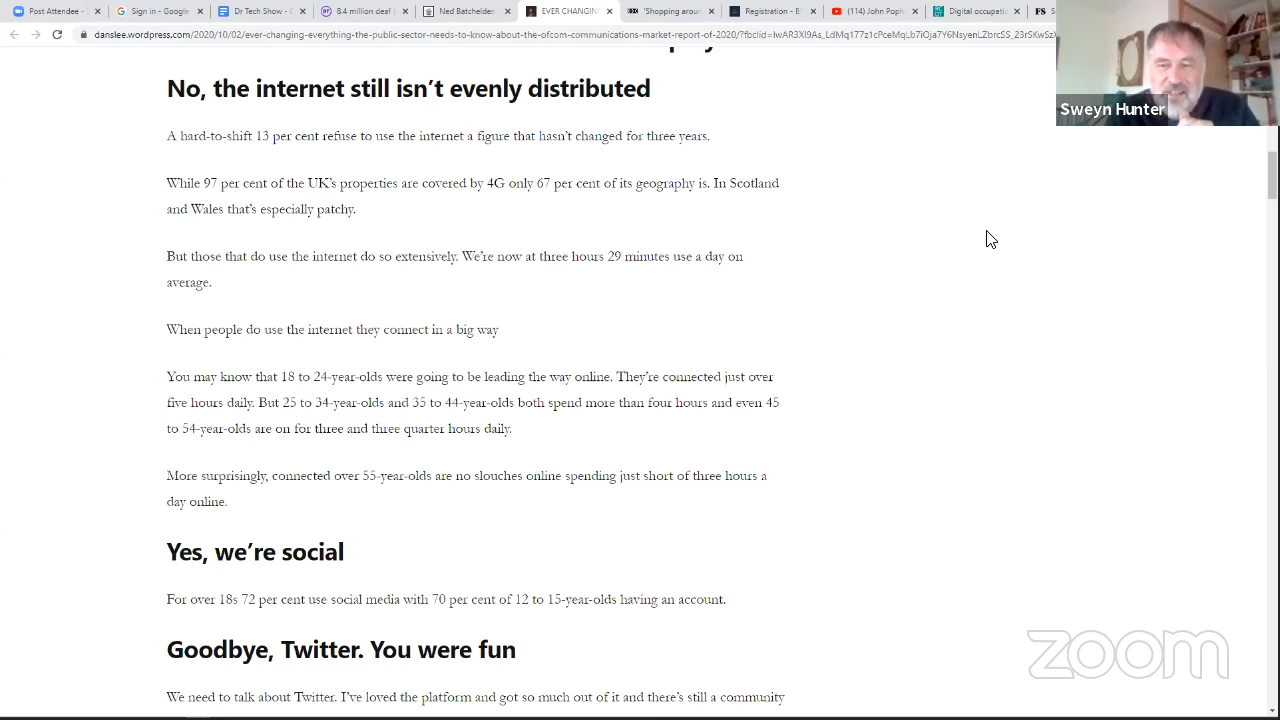 Post Attendee -
Sign in - Google
Dr Tech Show - G
8.4 million deaf
Ned Batchelder
EVER CHANGING
'Shopping aroun
Registration - B
(114) John Poph
Digital occupatio
danslee.wordpress.com/2020/10/02/ever-changing-everything-the-public-sector-needs-to-know-about-the-ofcom-communications-market-report-of-2020/
Sweyn Hunter
No, the internet still isn't evenly distributed
A hard-to-shift 13 per cent refuse to use the internet a figure that hasn't changed for three years.
While 97 per cent of the UK's properties are covered by 4G only 67 per cent of its geography is. In Scotland
and Wales that's especially patchy.
But those that do use the internet do so extensively. We're now at three hours 29 minutes use a day on
average.
When people do use the internet they connect in a big way
You may know that 18 to 24-year-olds were going to be leading the way online. They're connected just over
five hours daily. But 25 to 34-year-olds and 35 to 44-year-olds both spend more than four hours and even 45
to 54-year-olds are on for three and three quarter hours daily.
More surprisingly, connected over 55-year-olds are no slouches online spending just short of three hours a
day online.
Yes, we're social
For over 18s 72 per cent use social media with 70 per cent of 12 to 15-year-olds having an account.
Goodbye, Twitter. You were fun
We need to talk about Twitter. I've loved the platform and got so much out of it and there's still a community
zoom